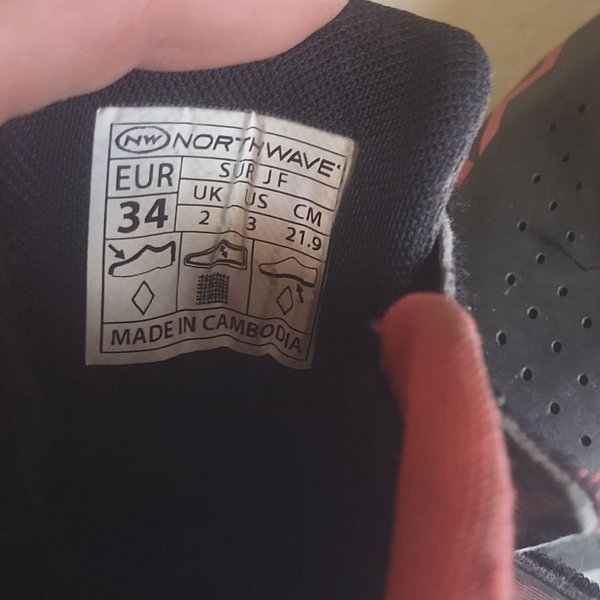 NW NORTHWAVE
EUR SUR JF
34 UK US CM
2 3 21.9
MADE IN CAMBODIA